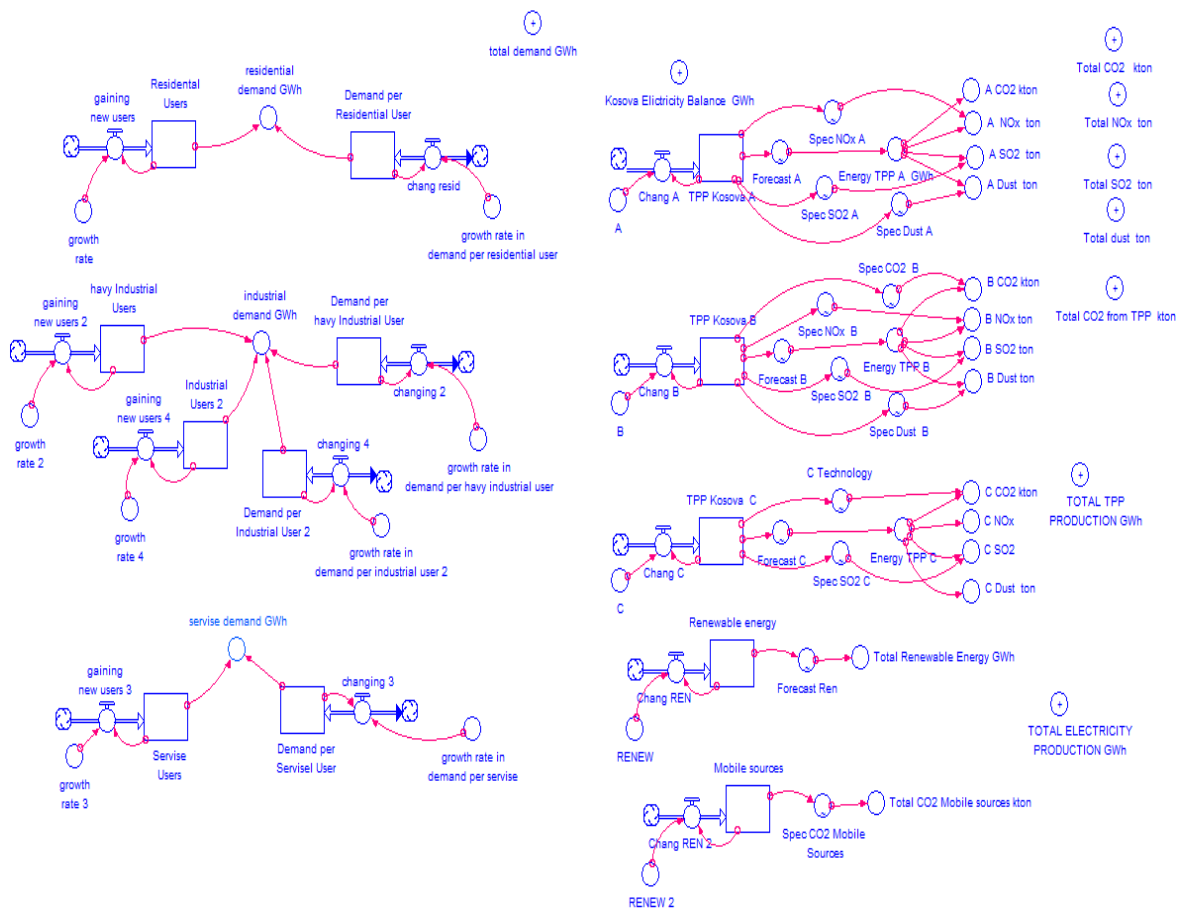 total demand GWh
Residental
Users
gaining
new users
residential
demand GWh
Demand per
Residential User
chang resid
growth
rate
growth rate in
demand per residential user
havy Industrial
Users
gaining
new users 2
industrial
demand GWh
Demand per
havy Industrial User
changing 2
growth
rate 2
gaining
new users 4
Industrial
Users 2
changing 4
growth rate in
demand per havy industrial user
Demand per
Industrial User 2
growth
rate 4
growth rate in
demand per industrial user 2
servise demand GWh
gaining
new users 3
changing 3
growth
rate 3
Servise
Users
Demand per
Servisel User
growth rate in
demand per servise
Kosova Elictricity Balance GWh
Chang A
TPP Kosova A
A
Spec NOx A
Forecast A
Energy TPP A GWh
Spec SO2 A
Spec Dust A
A CO2 kton
A NOx ton
A SO2 ton
A Dust ton
Total CO2 kton
Total NOx ton
Total SO2 ton
Total dust ton
Total CO2 from TPP kton
TPP Kosova B
Chang B
B
Spec CO2 B
Spec NOx B
Forecast B
Energy TPP B
Spec SO2 B
Spec Dust B
B CO2 kton
B NOx ton
B SO2 ton
B Dust ton
TPP Kosova C
Chang C
C
C Technology
Forecast C
Energy TPP C
Spec SO2 C
C CO2 kton
C NOx
C SO2
C Dust ton
TOTAL TPP
PRODUCTION GWh
Renewable energy
Chang REN
RENEW
Forecast Ren
Total Renewable Energy GWh
TOTAL ELECTRICITY
PRODUCTION GWh
Mobile sources
Chang REN 2
RENEW 2
Spec CO2 Mobile
Sources
Total CO2 Mobile sources kton